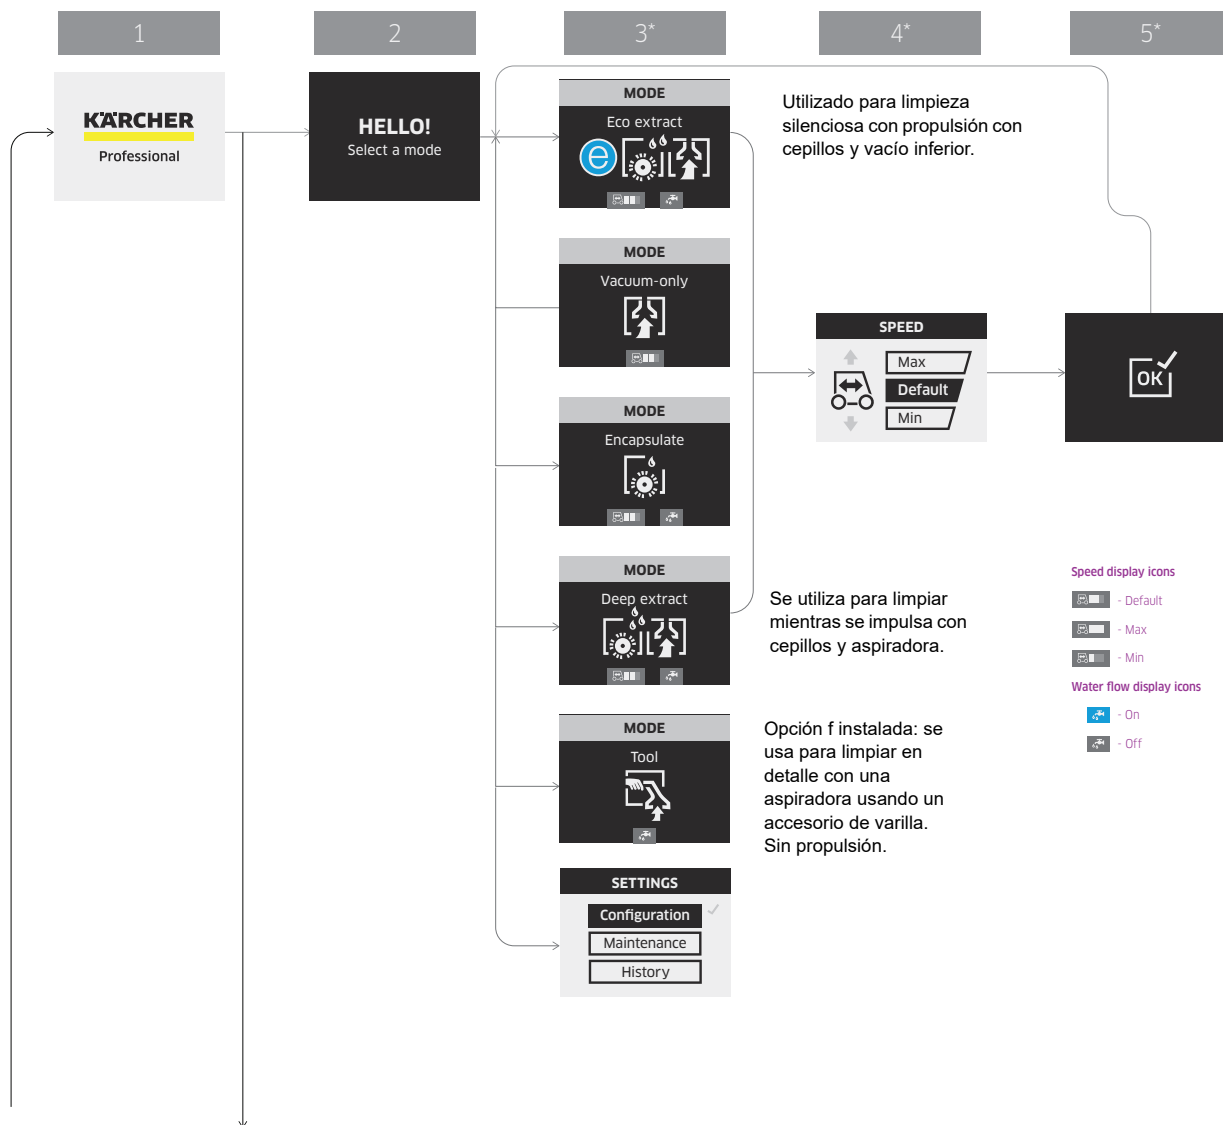 1
2
3*
4*
5*
KÄRCHER
Professional
HELLO!
Select a mode
MODE
Eco extract
e
Utilizado para limpieza
silenciosa con propulsión con
cepillos y vacío inferior.
MODE
Vacuum-only
SPEED
Max
Default
Min
OK
MODE
Encapsulate
MODE
Deep extract
Se utiliza para limpiar
mientras se impulsa con
cepillos y aspiradora.
Speed display icons
- Default
- Max
- Min
Water flow display icons
- On
- Off
MODE
Tool
Opción f instalada: se
usa para limpiar en
detalle con una
aspiradora usando un
accesorio de varilla.
Sin propulsión.
SETTINGS
Configuration
Maintenance
History